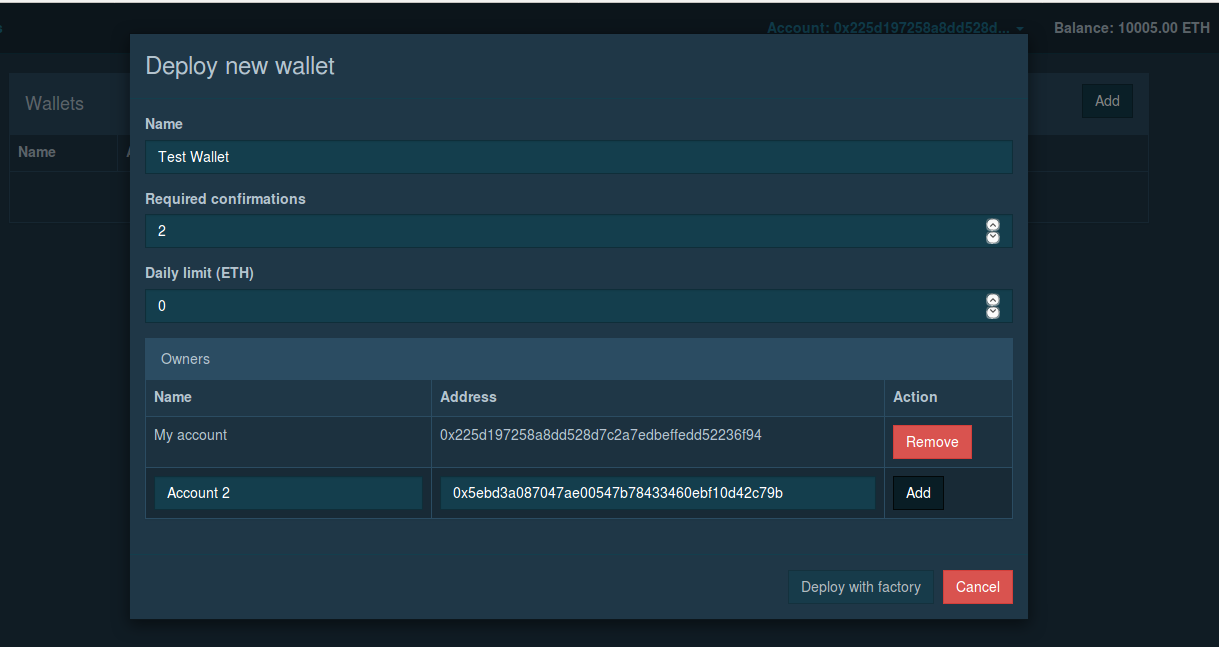 Account: 0x225d197258a8dd528d... Balance: 10005.00 ETH
Deploy new wallet
Wallets
Add
Name
Name
Test Wallet
Required confirmations
2
Daily limit (ETH)
0
Owners
Name Address Action
My account 0x225d197258a8dd528d7c2a7edbeffedd52236f94 Remove
Account 2 0x5ebd3a087047ae00547b78433460ebf10d42c79b Add
Deploy with factory Cancel